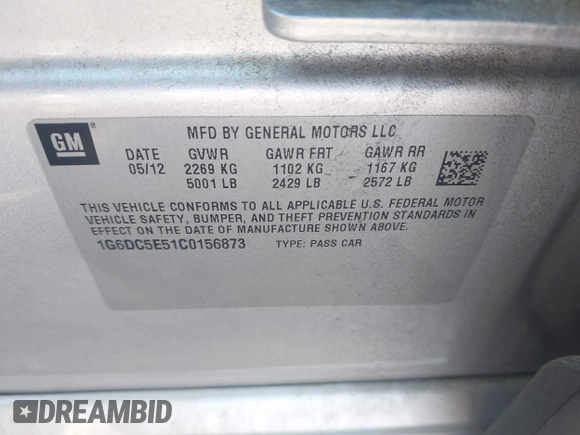 GM ®
MFD BY GENERAL MOTORS LLC
DATE GVWR GAWR FRT GAWR RR
05/12 2269 KG 1102 KG 1167 KG
5001 LB 2429 LB 2572 LB
THIS VEHICLE CONFORMS TO ALL APPLICABLE U.S. FEDERAL MOTOR
VEHICLE SAFETY, BUMPER, AND THEFT PREVENTION STANDARDS IN
EFFECT ON THE DATE OF MANUFACTURE SHOWN ABOVE.
1G6DC5E51C0156873 TYPE: PASS CAR
DREAMBID